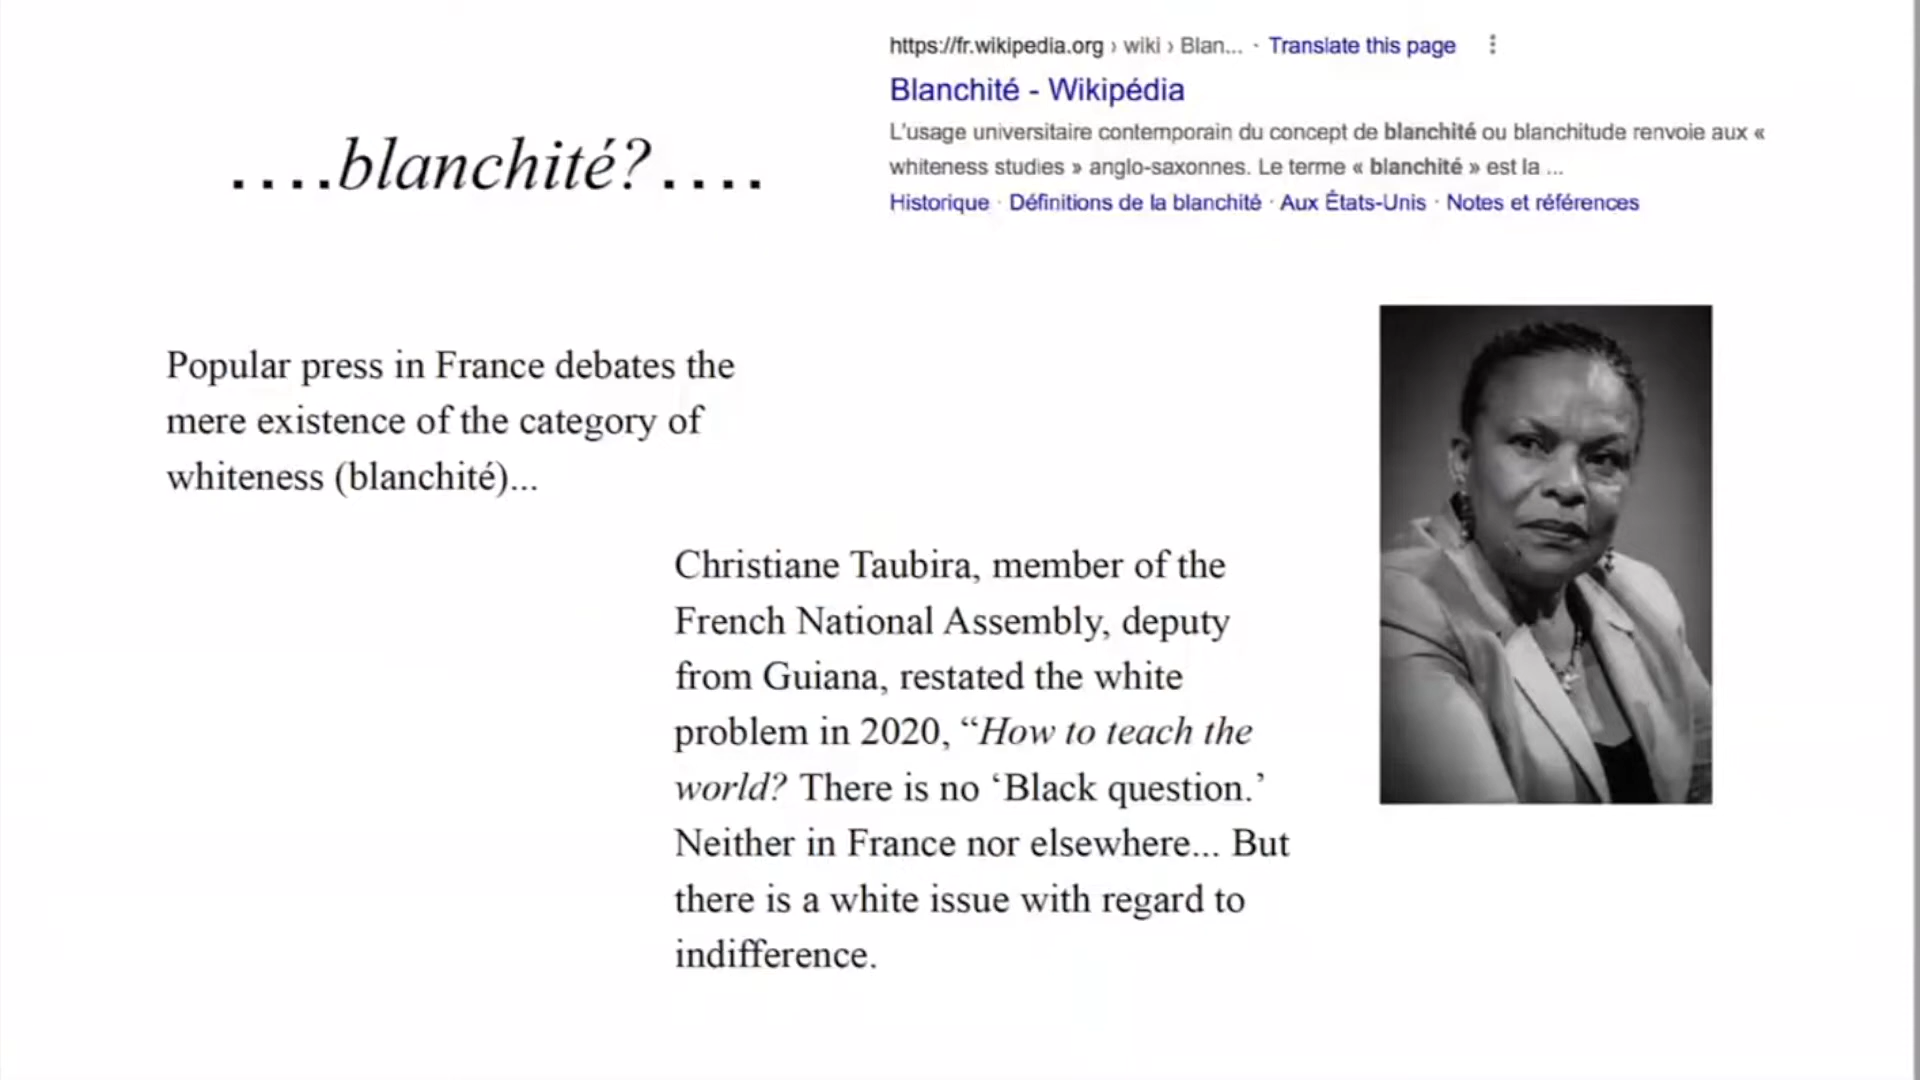 ....blanchité?....
https://fr.wikipedia.org › wiki › Blan... · Translate this page
Blanchité - Wikipédia
L'usage universitaire contemporain du concept de blanchité ou blanchitude renvoie aux «
whiteness studies » anglo-saxonnes. Le terme « blanchité » est la ...
Historique · Définitions de la blanchité · Aux États-Unis · Notes et références
Popular press in France debates the
mere existence of the category of
whiteness (blanchité)...
Christiane Taubira, member of the
French National Assembly, deputy
from Guiana, restated the white
problem in 2020, “How to teach the
world? There is no ‘Black question.’
Neither in France nor elsewhere... But
there is a white issue with regard to
indifference.